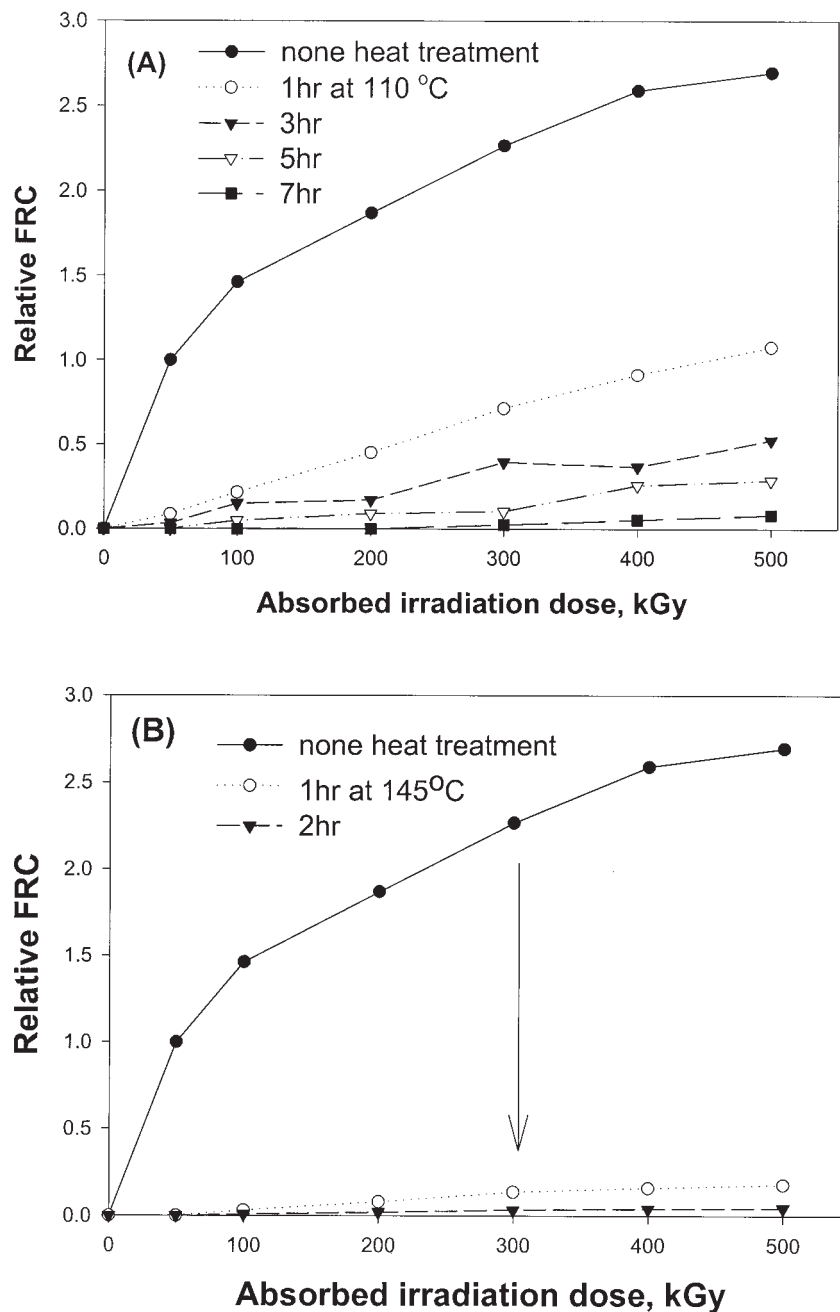 (A)
none heat treatment
1hr at 110 °C
3hr
5hr
7hr
3.0
2.5
2.0
1.5
1.0
0.5
0.0
Relative FRC
0 100 200 300 400 500
Absorbed irradiation dose, kGy
(B)
none heat treatment
1hr at 145°C
2hr
3.0
2.5
2.0
1.5
1.0
0.5
0.0
Relative FRC
0 100 200 300 400 500
Absorbed irradiation dose, kGy